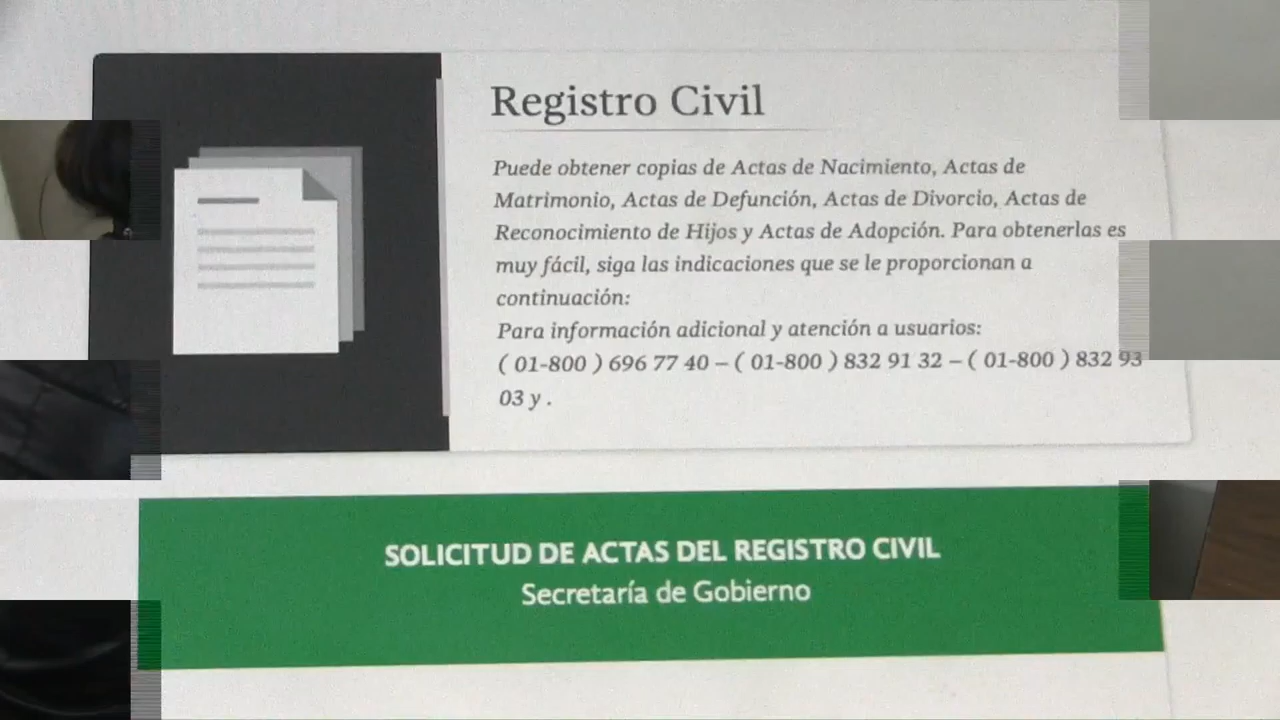 Registro Civil
Puede obtener copias de Actas de Nacimiento, Actas de
Matrimonio, Actas de Defunción, Actas de Divorcio, Actas de
Reconocimiento de Hijos y Actas de Adopción. Para obtenerlas es
muy fácil, siga las indicaciones que se le proporcionan a
continuación:
Para información adicional y atención a usuarios:
( 01-800 ) 696 77 40 – ( 01-800 ) 832 91 32 – ( 01-800 ) 832 93
03 y .
SOLICITUD DE ACTAS DEL REGISTRO CIVIL
Secretaría de Gobierno